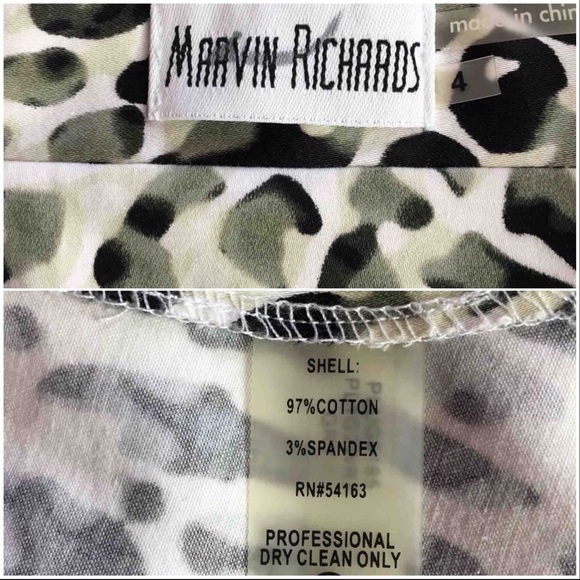 MARVIN RICHARDS
made in chin
4
SHELL:
97%COTTON
3%SPANDEX
RN#54163
PROFESSIONAL
DRY CLEAN ONLY